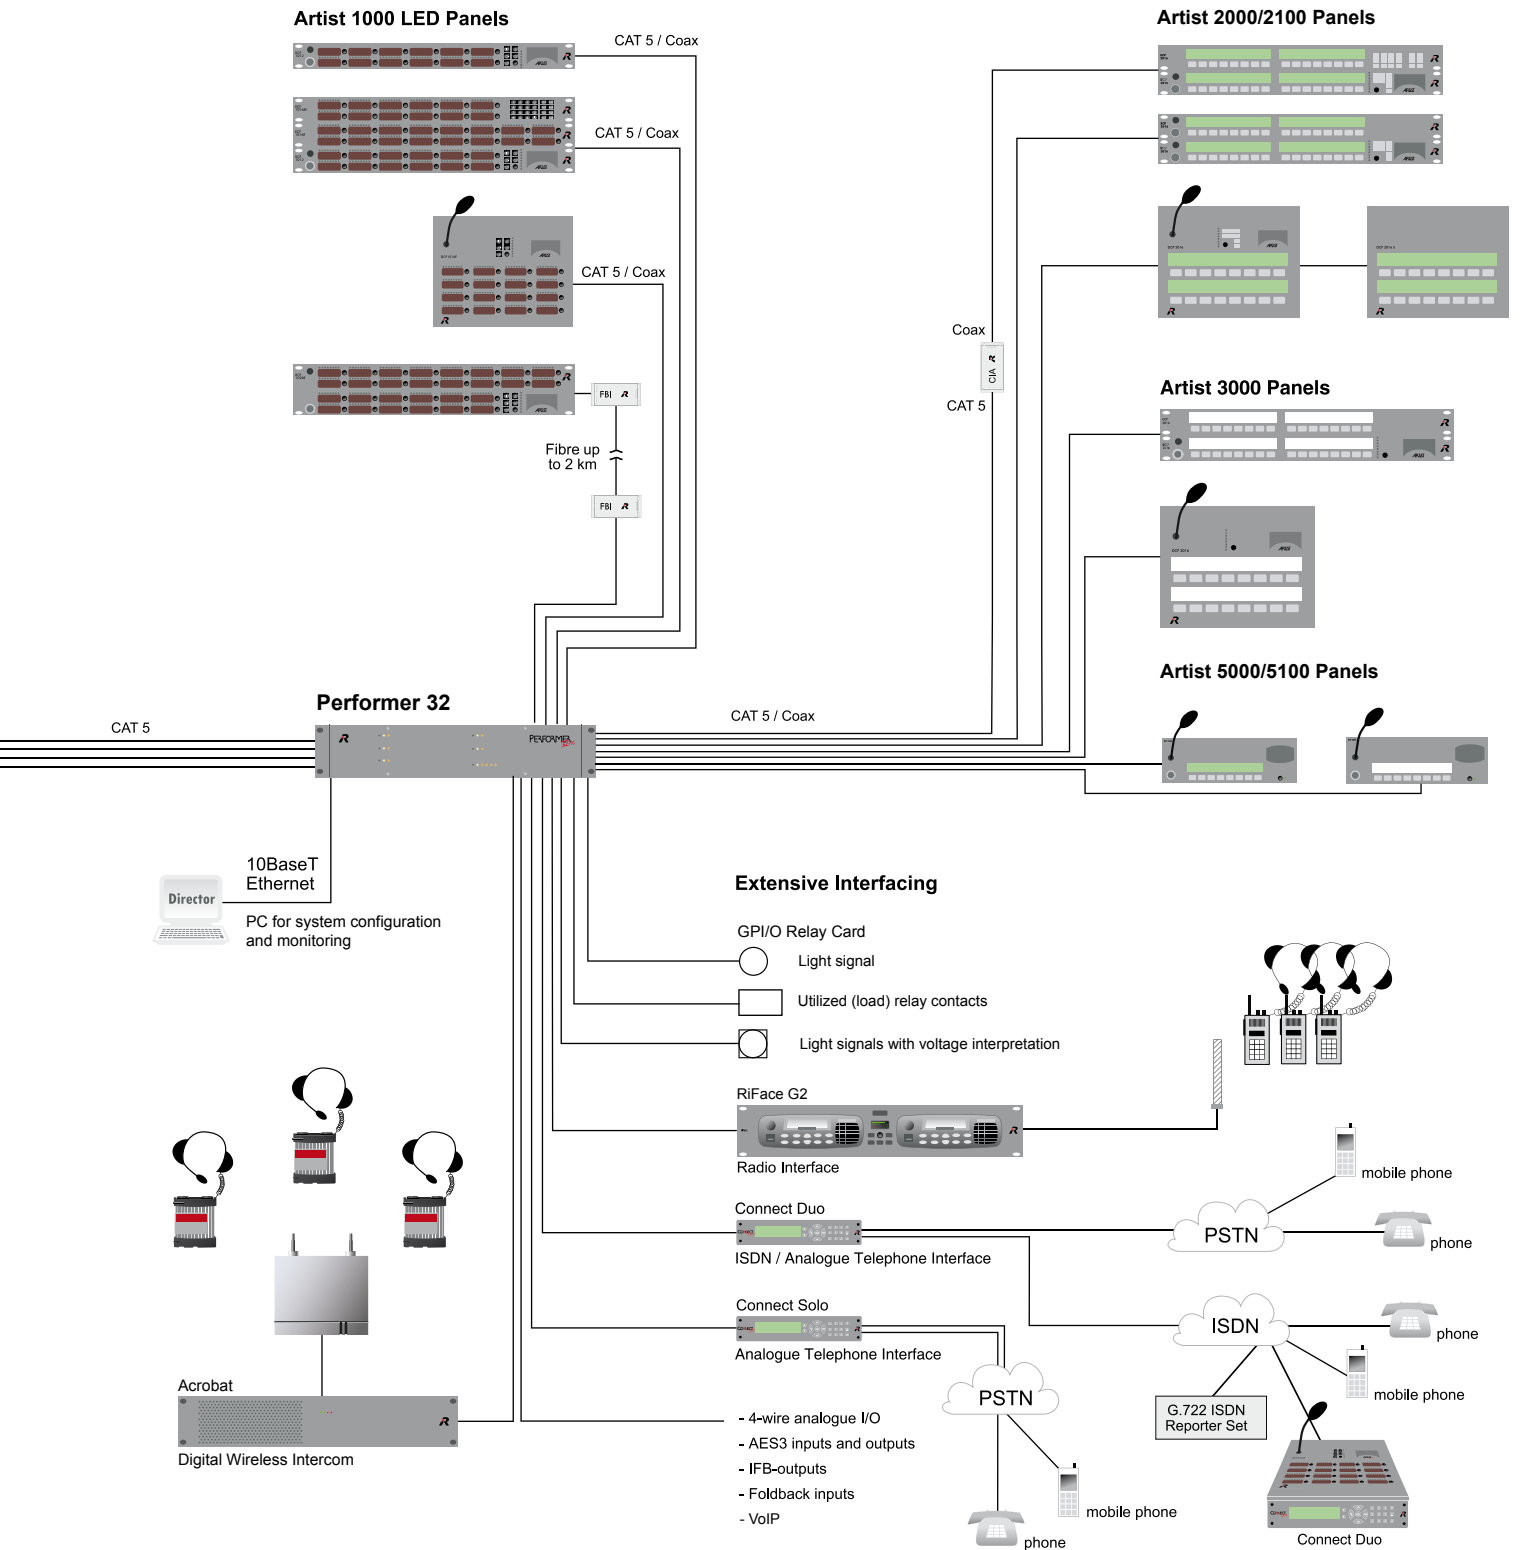 Artist 1000 LED Panels
Artist 2000/2100 Panels
CAT 5 / Coax
CAT 5 / Coax
CAT 5 / Coax
Coax
CIA
CAT 5
FBI
Fibre up
to 2 km
FBI
Artist 3000 Panels
Artist 5000/5100 Panels
Performer 32
CAT 5
CAT 5 / Coax
PERFORMER
10BaseT
Ethernet
Director
PC for system configuration
and monitoring
Extensive Interfacing
GPI/O Relay Card
Light signal
Utilized (load) relay contacts
Light signals with voltage interpretation
RiFace G2
Radio Interface
mobile phone
Connect Duo
PSTN
phone
ISDN / Analogue Telephone Interface
Connect Solo
ISDN
phone
Analogue Telephone Interface
mobile phone
Acrobat
PSTN
G.722 ISDN
Reporter Set
Digital Wireless Intercom
- 4-wire analogue I/O
- AES3 inputs and outputs
- IFB-outputs
- Foldback inputs
- VoIP
mobile phone
phone
Connect Duo